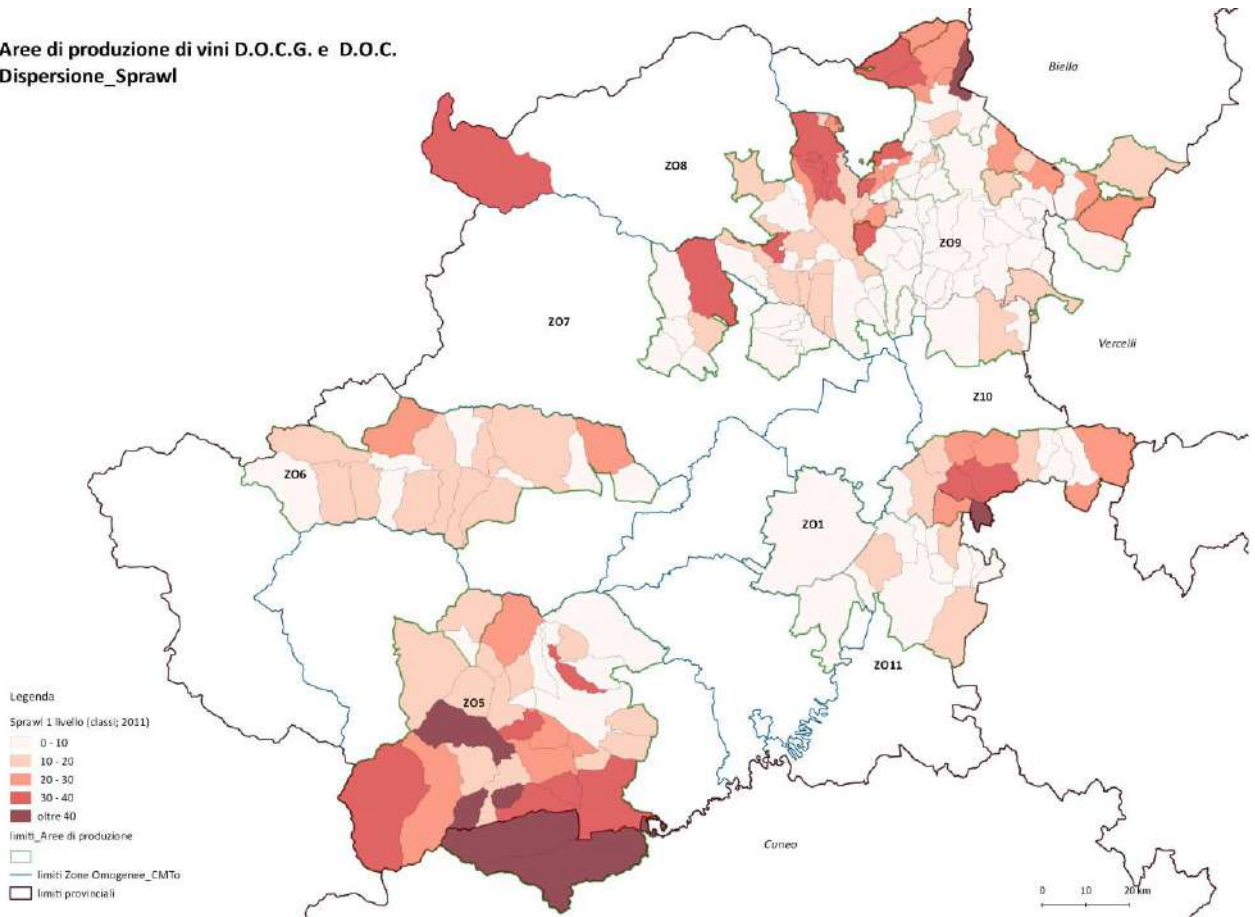 Aree di produzione di vini D.O.C.G. e D.O.C.
Dispersione_Sprawl
Biella
ZO8
ZO9
ZO7
Vercelli
Z10
ZO6
ZO1
ZO11
ZO5
Cuneo
Legenda
Sprawl 1 livello (classi; 2011)
0 - 10
10 - 20
20 - 30
30 - 40
oltre 40
limiti_Aree di produzione
limiti Zone Omogenee_CMTo
limiti provinciali
0 10 20 km